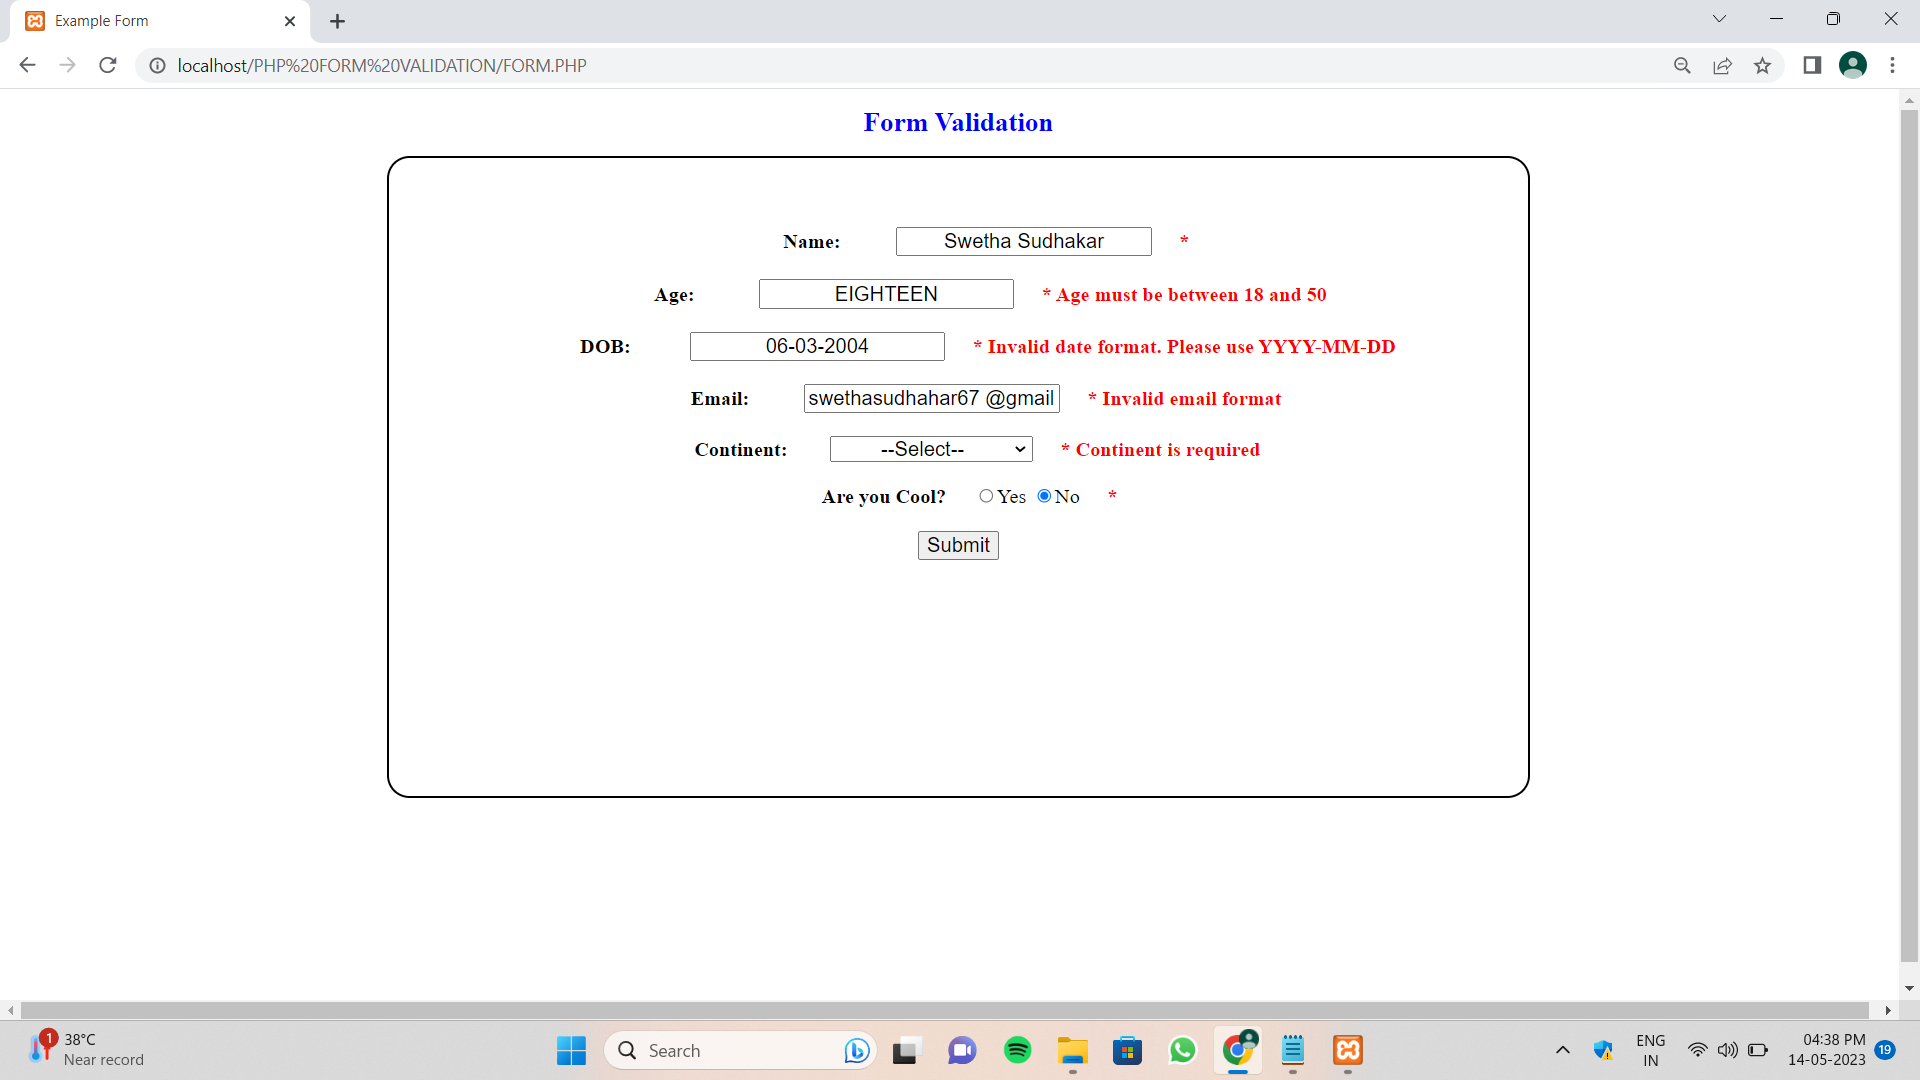 Example Form
localhost/PHP%20FORM%20VALIDATION/FORM.PHP
Form Validation
Name: Swetha Sudhakar *
Age: EIGHTEEN * Age must be between 18 and 50
DOB: 06-03-2004 * Invalid date format. Please use YYYY-MM-DD
Email: swethasudhahar67 @gmail * Invalid email format
Continent: --Select-- * Continent is required
Are you Cool? Yes No *
Submit
1
38°C
Near record
Search
ENG
IN
04:38 PM
14-05-2023
19